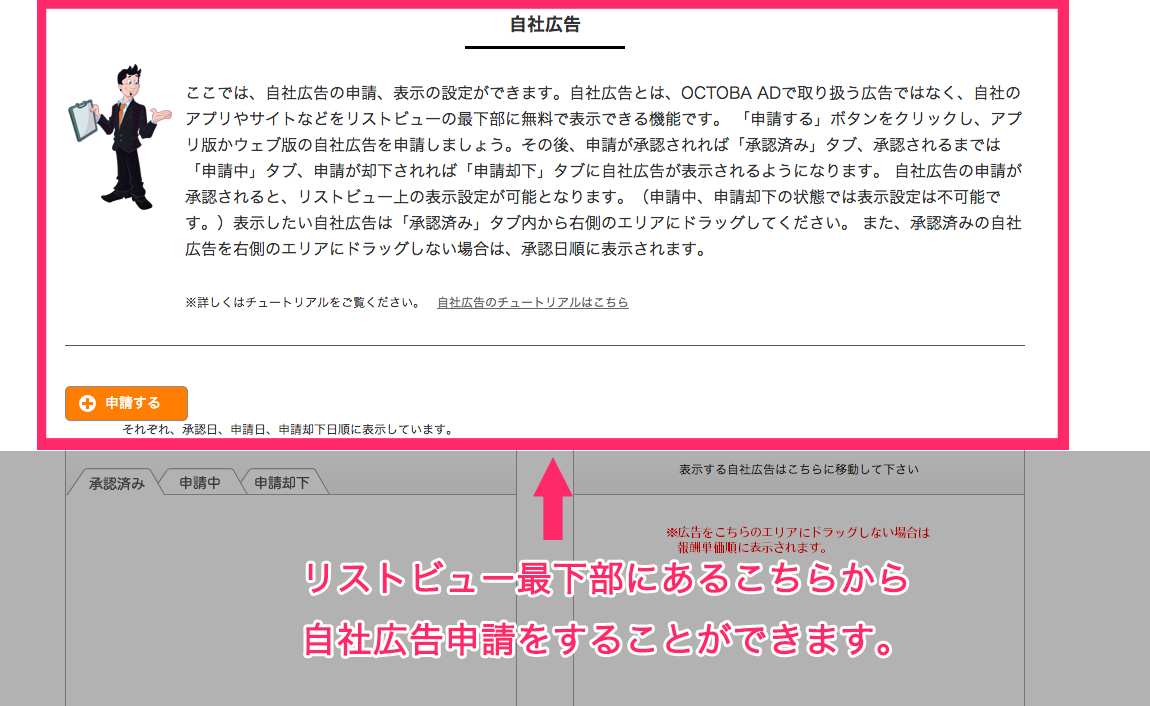 自社広告
ここでは、自社広告の申請、表示の設定ができます。自社広告とは、OCTOBA ADで取り扱う広告ではなく、自社の
アプリやサイトなどをリストビューの最下部に無料で表示できる機能です。 「申請する」ボタンをクリックし、アプ
リ版かウェブ版の自社広告を申請しましょう。その後、申請が承認されれば「承認済み」タブ、承認されるまでは
「申請中」タブ、申請が却下されれば「申請却下」タブに自社広告が表示されるようになります。 自社広告の申請が
承認されると、リストビュー上の表示設定が可能となります。（申請中、申請却下の状態では表示設定は不可能で
す。）表示したい自社広告は「承認済み」タブ内から右側のエリアにドラッグしてください。 また、承認済みの自社
広告を右側のエリアにドラッグしない場合は、承認日順に表示されます。
※詳しくはチュートリアルをご覧ください。 自社広告のチュートリアルはこちら
申請する
それぞれ、承認日、申請日、申請却下日順に表示しています。
承認済み 申請中 申請却下
表示する自社広告はこちらに移動して下さい
※広告をこちらのエリアにドラッグしない場合は
報酬単価順に表示されます。
リストビュー最下部にあるこちらから
自社広告申請をすることができます。